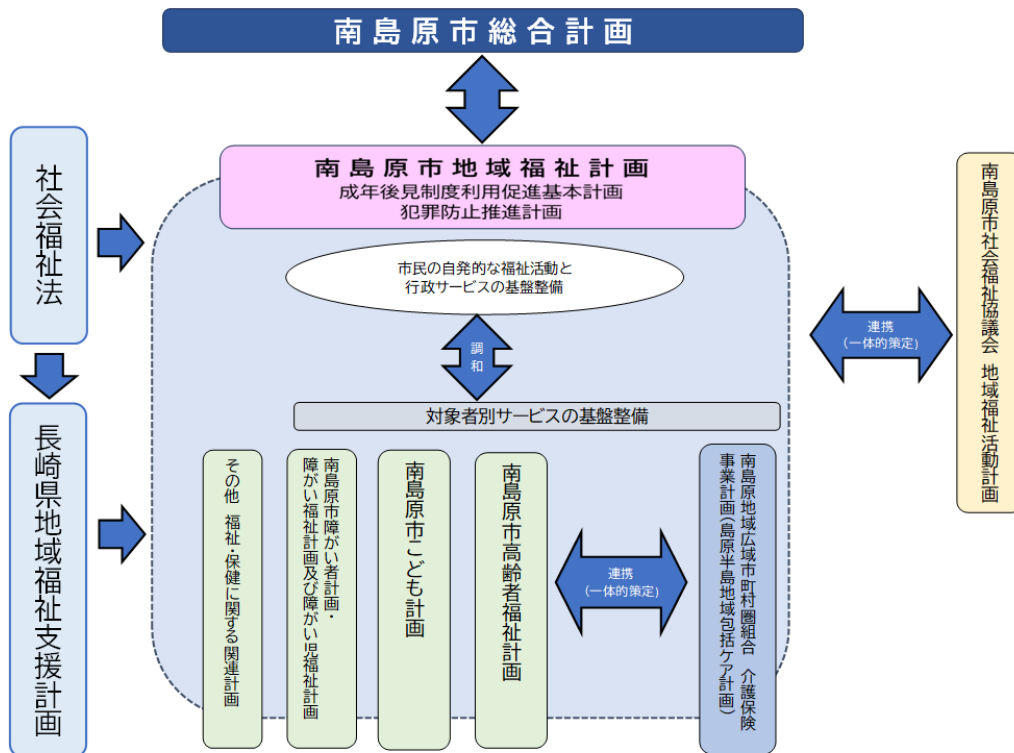 南島原市総合計画
社会福祉法
長崎県地域福祉支援計画
南島原市地域福祉計画
成年後見制度利用促進基本計画
犯罪防止推進計画
市民の自発的な福祉活動と
行政サービスの基盤整備
調
和
対象者別サービスの基盤整備
その他 福祉・保健に関する関連計画
南島原市障がい者計画・
障がい福祉計画及び障がい児福祉計画
南島原市こども計画
南島原市高齢者福祉計画
連携
(一体的策定)
南島原地域広域市町村圏組合 介護保険
事業計画(島原半島地域包括ケア計画)
連携
(一体的策定)
南島原市社会福祉協議会 地域福祉活動計画